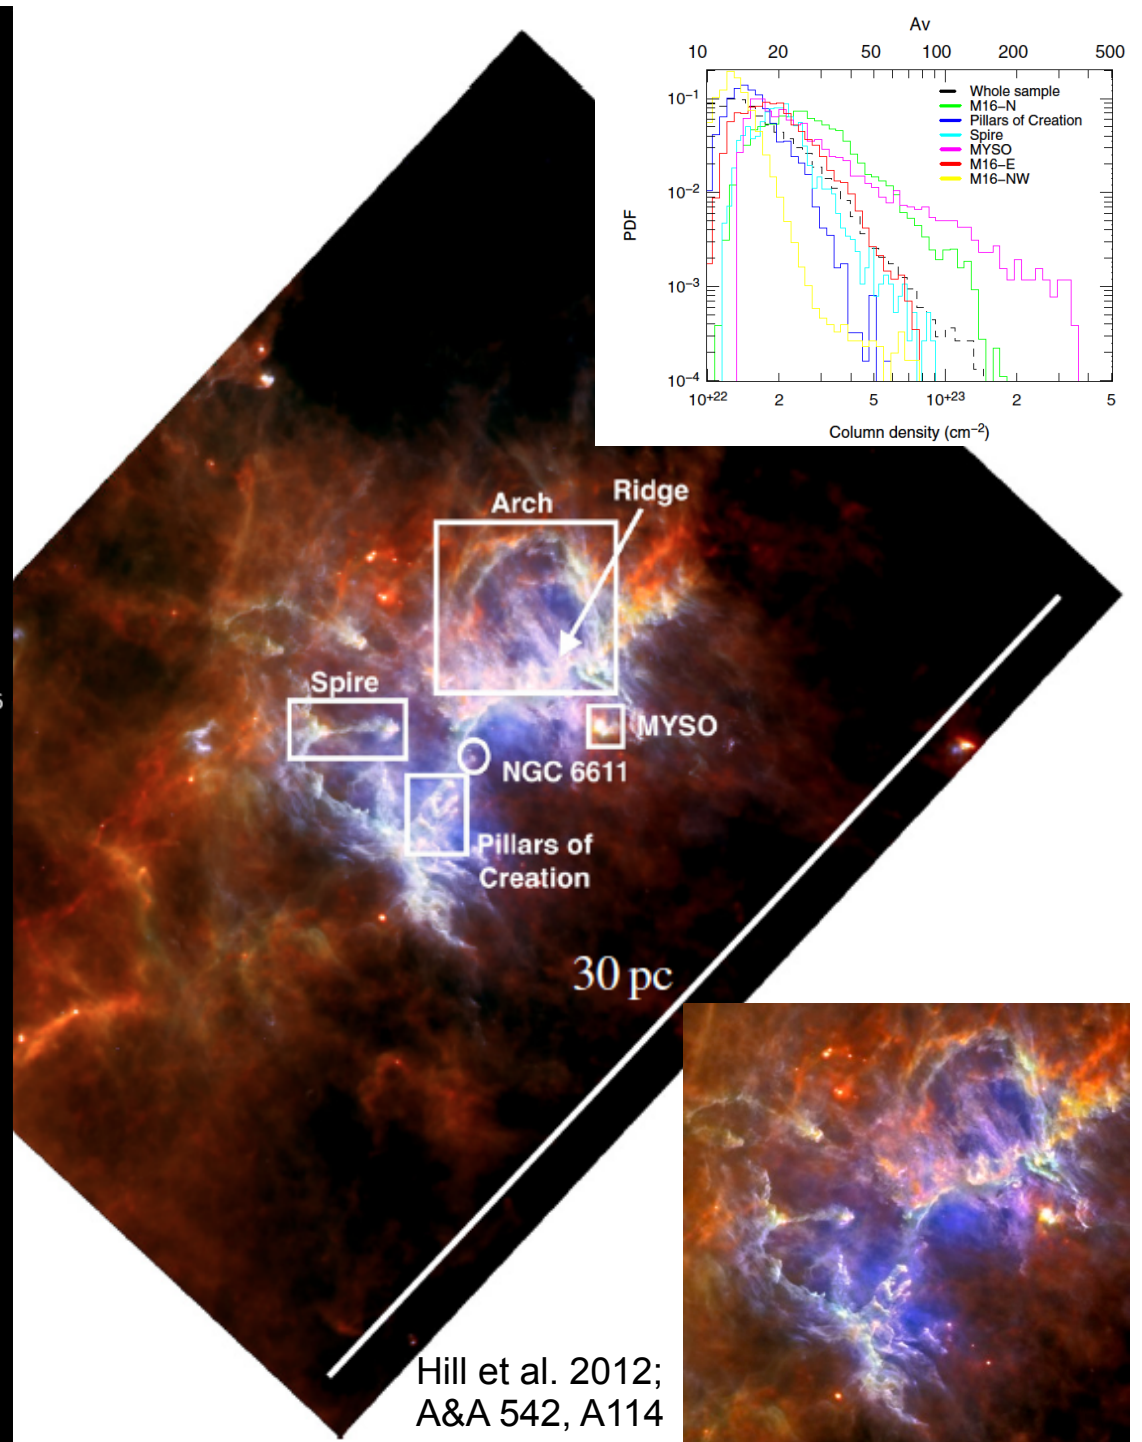 Av
10 20 50 100 200 500
10−1
10−2
10−3
10−4
PDF
Whole sample
M16−N
Pillars of Creation
Spire
MYSO
M16−E
M16−NW
10+22 2 5 10+23 2 5
Column density (cm−2)
Arch
Ridge
Spire
MYSO
NGC 6611
Pillars of
Creation
30 pc
Hill et al. 2012;
A&A 542, A114